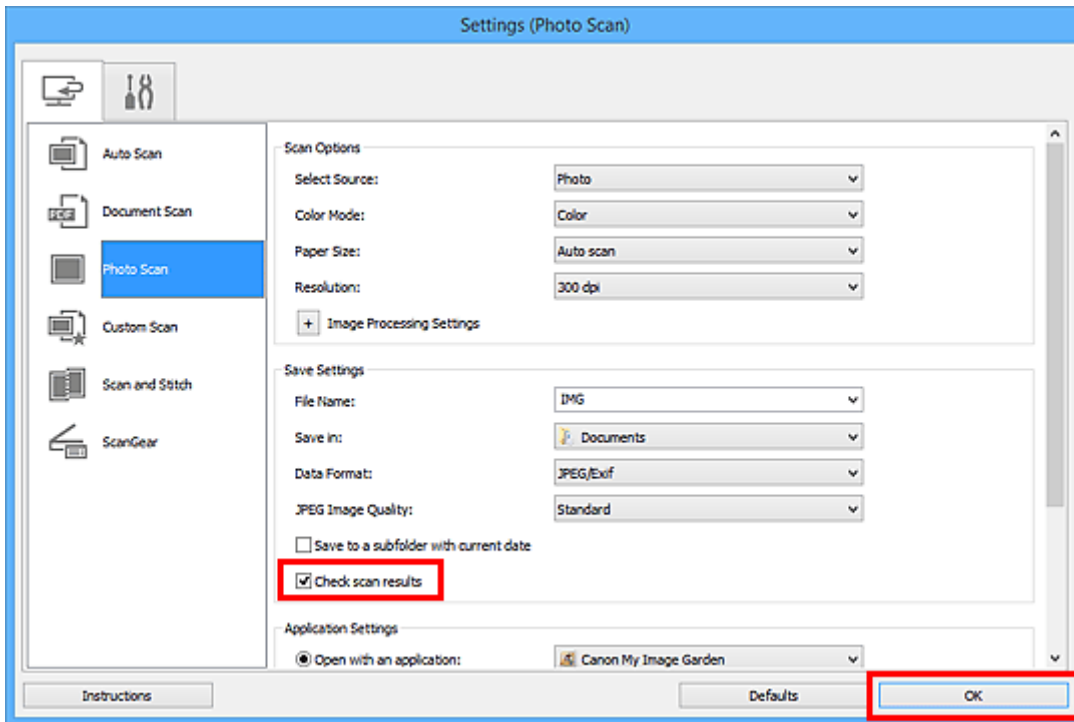 Settings (Photo Scan)
Auto Scan
Document Scan
Photo Scan
Custom Scan
Scan and Stitch
ScanGear
Scan Options
Select Source: Photo
Color Mode: Color
Paper Size: Auto scan
Resolution: 300 dpi
+ Image Processing Settings
Save Settings
File Name: IMG
Save in: Documents
Data Format: JPEG/Exif
JPEG Image Quality: Standard
Save to a subfolder with current date
Check scan results
Application Settings
Open with an application: Canon My Image Garden
Instructions Defaults OK